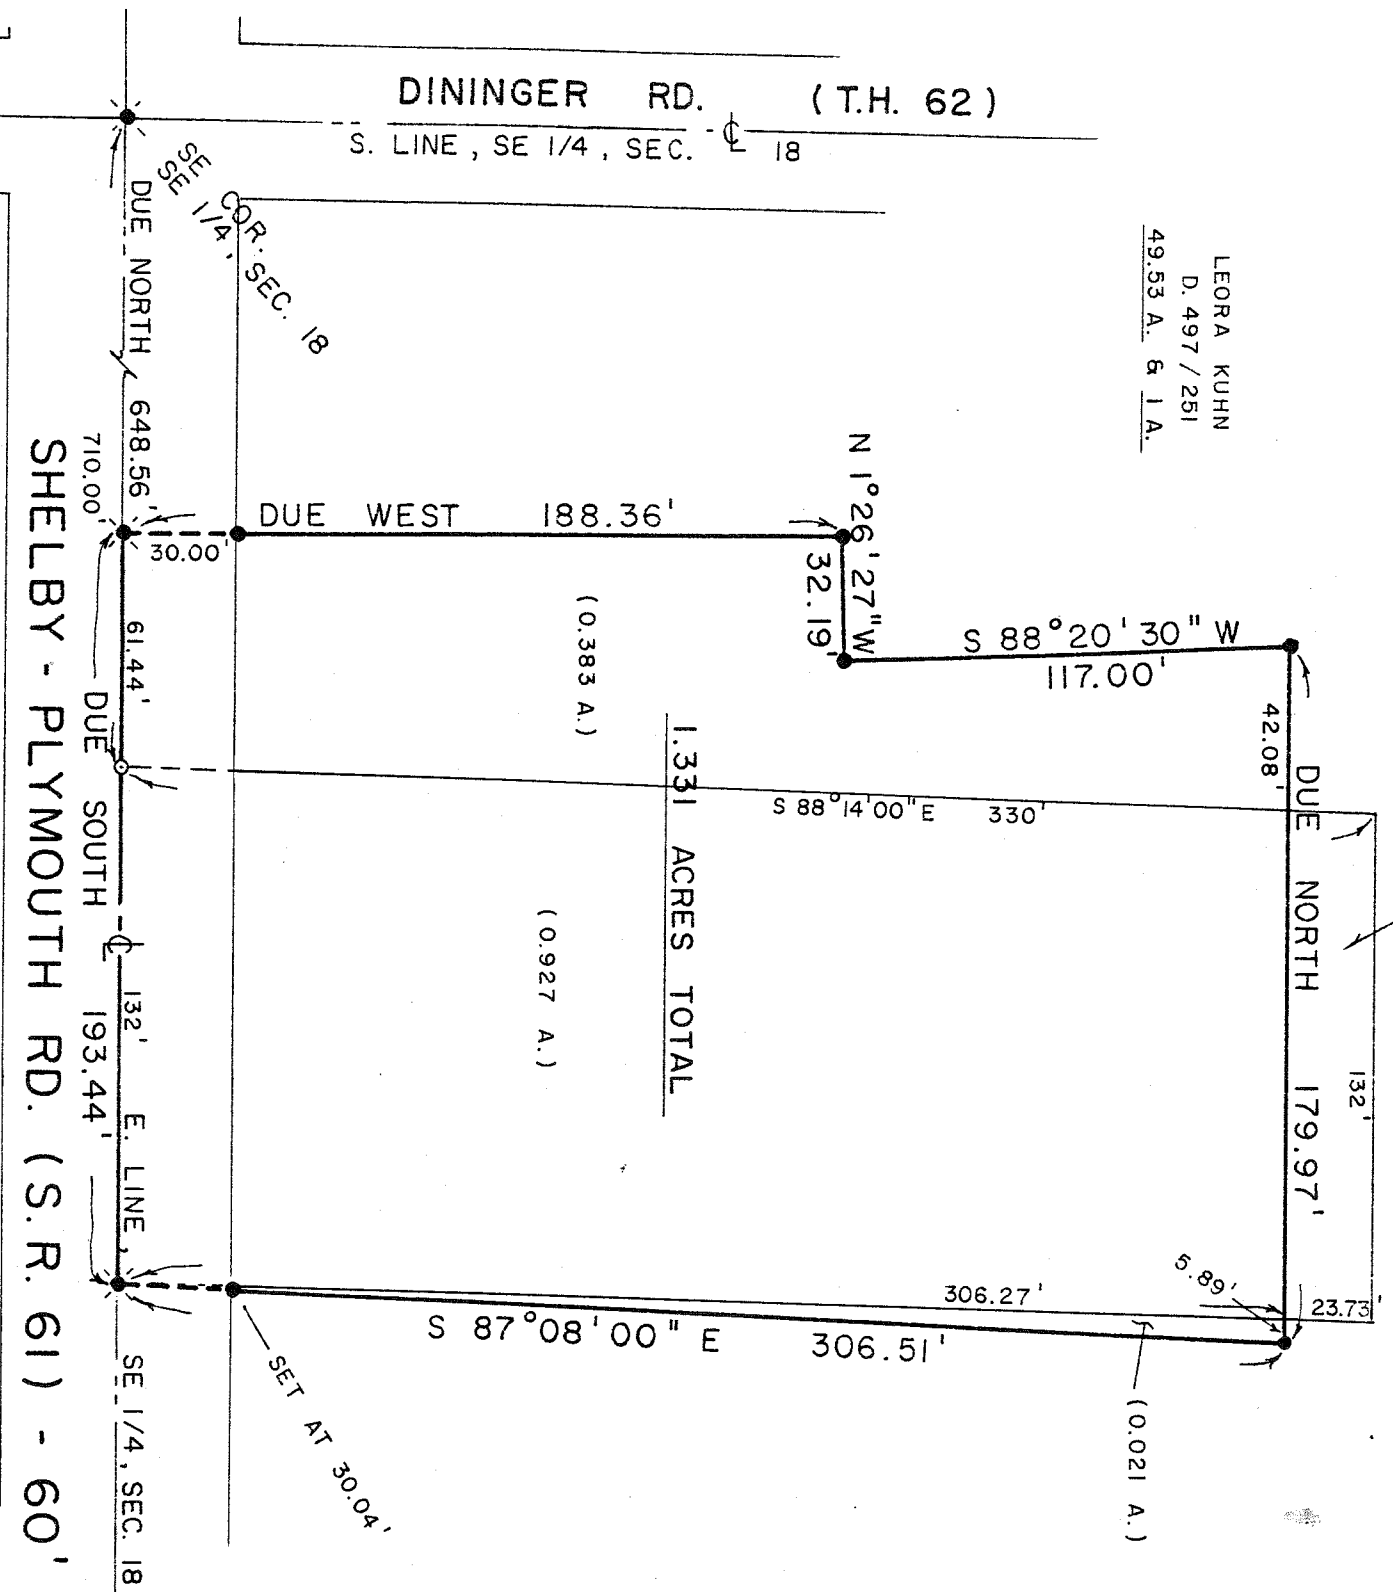 DININGER RD. (T.H. 62)
S. LINE, SE 1/4, SEC. ℄ 18
SE COR.
SE 1/4, SEC. 18
LEORA KUHN
D. 497/251
49.53 A. & 1 A.
DUE NORTH 648.56'
710.00'
30.00'
DUE WEST 188.36'
N 1°26'27"W
32.19'
S 88°20'30" W
117.00'
42.08'
DUE NORTH 179.97'
61.44'
(0.383 A.)
1.331 ACRES TOTAL
S 88°14'00"E 330'
(0.927 A.)
132'
DUE SOUTH 193.44'
℄
132' E. LINE, SE 1/4, SEC. 18
5.89'
23.73'
306.27'
S 87°08'00" E 306.51'
(0.021 A.)
SET AT 30.04'
SHELBY - PLYMOUTH RD. (S.R. 61) - 60'